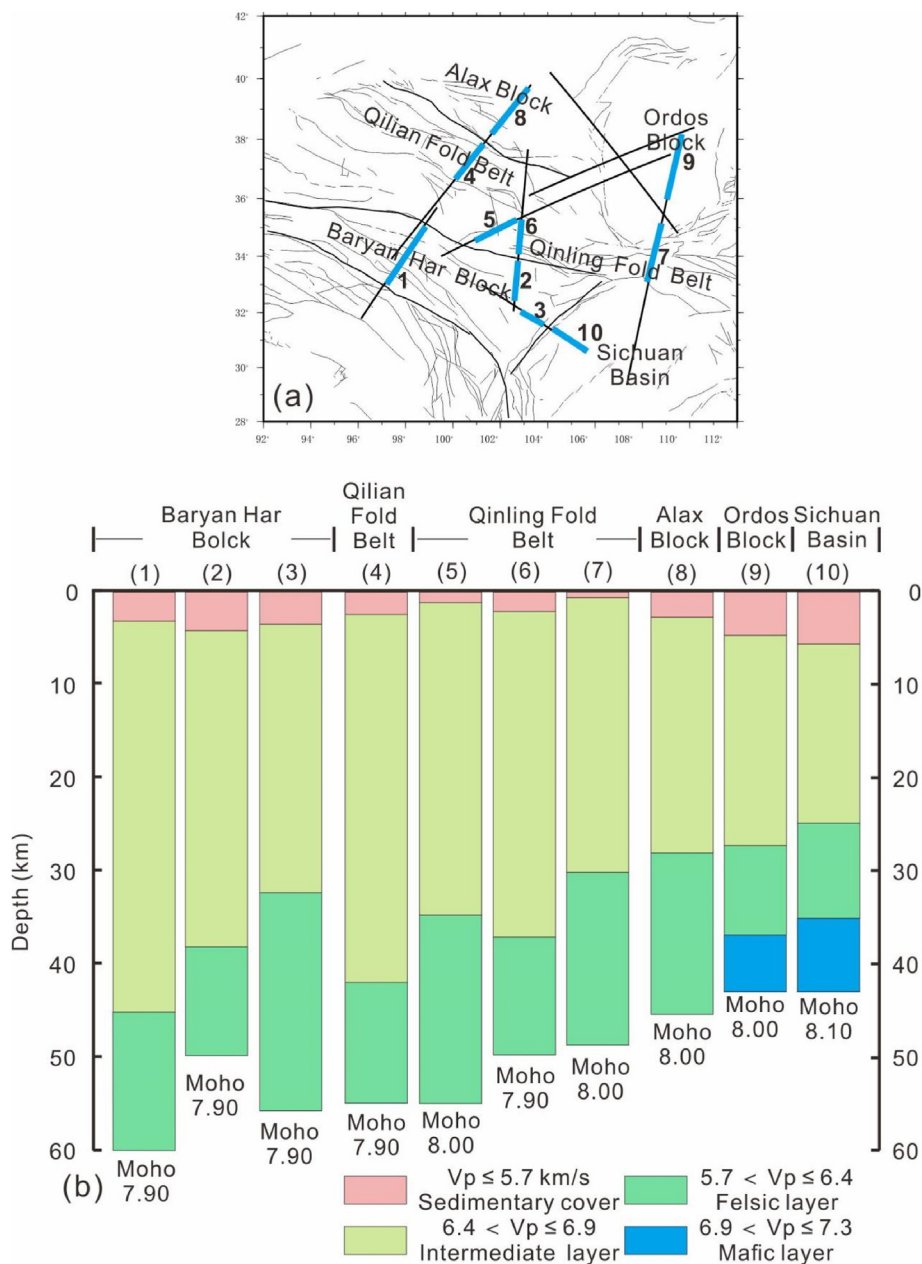 42°
40°
38°
36°
34°
32°
30°
28°
92°
94°
96°
98°
100°
102°
104°
106°
108°
110°
112°
Alax Block
8
Qilian Fold Belt
4
Ordos
Block
9
5
6
Baryan Har Block
1
Qinling Fold Belt
2
7
3
10
Sichuan
Basin
(a)
Baryan Har
Bolck
Qilian
Fold
Belt
Qinling Fold
Belt
Alax
Block
Ordos
Block
Sichuan
Basin
(1) (2) (3) (4) (5) (6) (7) (8) (9) (10)
0 0
10 10
20 20
30 30
40 40
50 50
60 60
Depth (km)
Moho
7.90
Moho
7.90
Moho
7.90
Moho
7.90
Moho
8.00
Moho
7.90
Moho
8.00
Moho
8.00
Moho
8.00
Moho
8.10
(b)
Vp ≤ 5.7 km/s
Sedimentary cover
5.7 < Vp ≤ 6.4
Felsic layer
6.4 < Vp ≤ 6.9
Intermediate layer
6.9 < Vp ≤ 7.3
Mafic layer